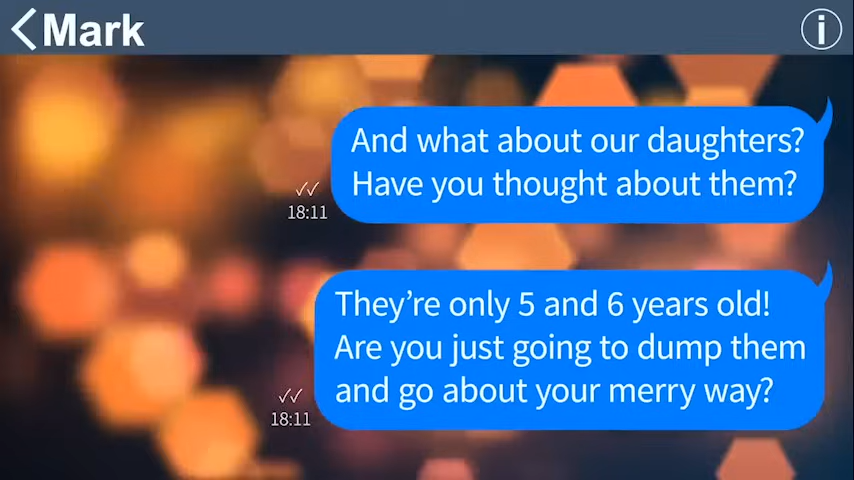 Mark
And what about our daughters?
Have you thought about them?
18:11
They’re only 5 and 6 years old!
Are you just going to dump them
and go about your merry way?
18:11